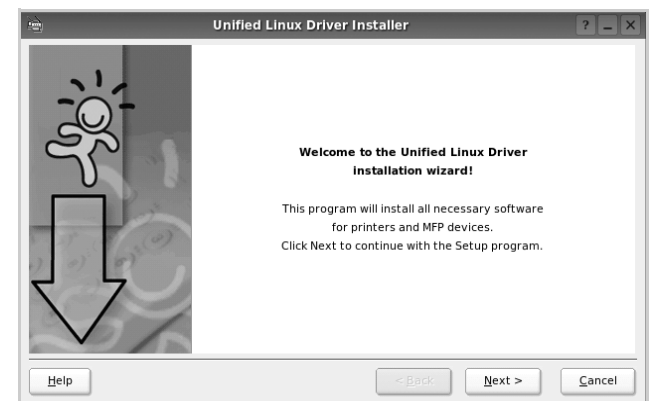 Unified Linux Driver Installer
Welcome to the Unified Linux Driver
installation wizard!
This program will install all necessary software
for printers and MFP devices.
Click Next to continue with the Setup program.
Help
< Back
Next >
Cancel